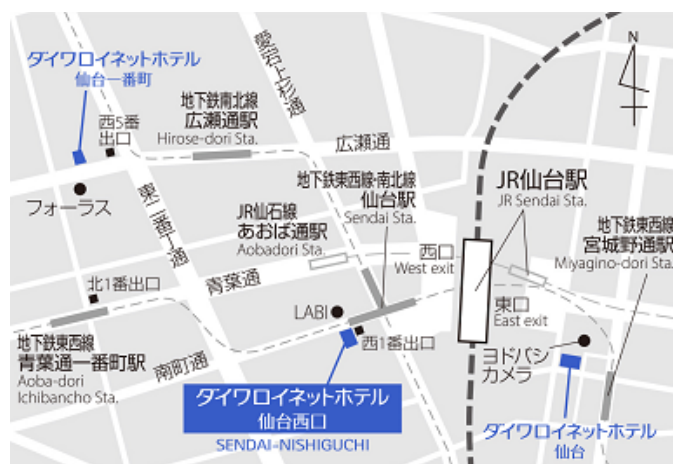 ダイワロイネットホテル
仙台一番町
西5番
出口
地下鉄南北線
広瀬通駅
Hirose-dori Sta.
愛宕上杉通
広瀬通
N
フォーラス
東二番丁通
JR仙石線
あおば通駅
Aobadori Sta.
地下鉄東西線・南北線
仙台駅
Sendai Sta.
JR仙台駅
JR Sendai Sta.
地下鉄東西線
宮城野通駅
Miyagino-dori Sta.
西口
West exit
北1番出口
青葉通
LABI
東口
East exit
地下鉄東西線
青葉通一番町駅
Aoba-dori
Ichibancho Sta.
南町通
西1番出口
ヨドバシ
カメラ
ダイワロイネットホテル
仙台西口
SENDAI-NISHIGUCHI
ダイワロイネットホテル
仙台